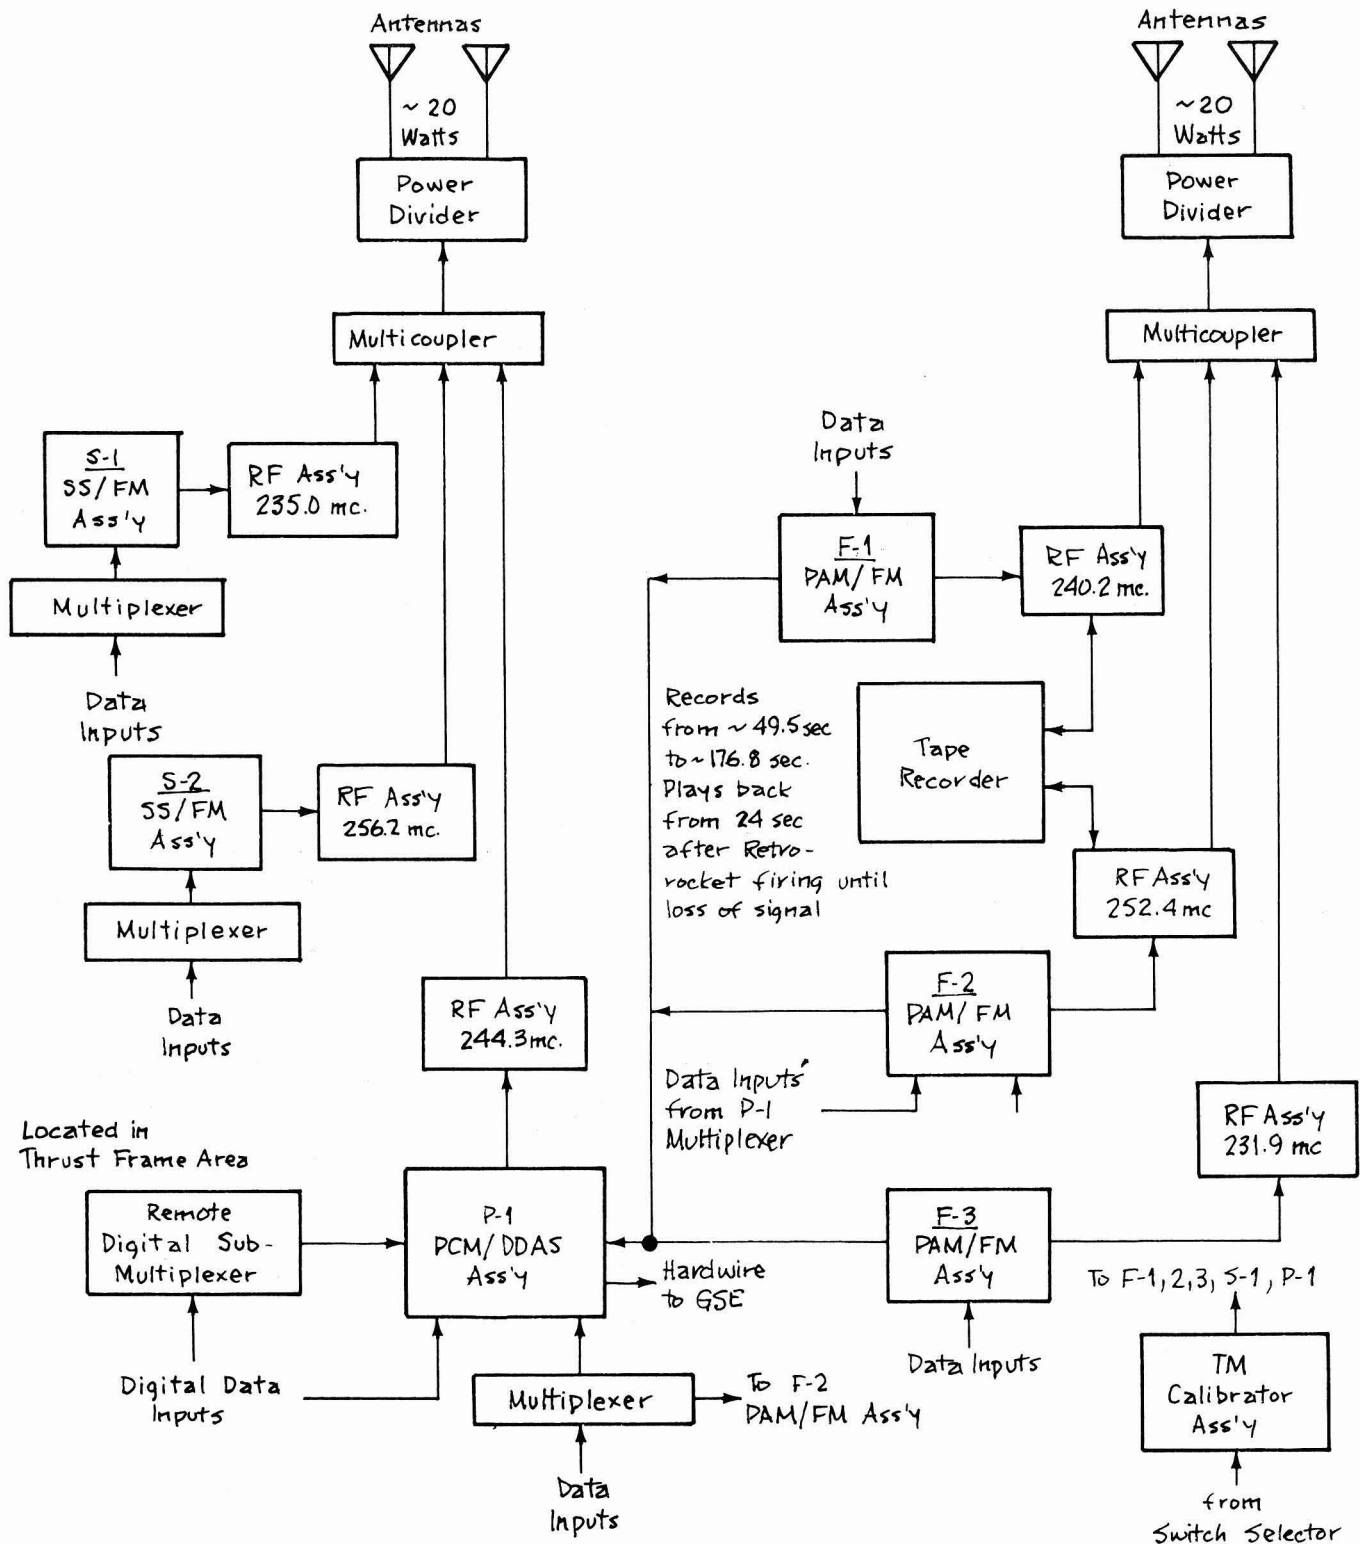 Antennas
~ 20
Watts
Power
Divider
Multicoupler
S-1
SS/FM
Ass'y
RF Ass'y
235.0 mc.
Multiplexer
Data
Inputs
S-2
SS/FM
Ass'y
RF Ass'y
256.2 mc.
Multiplexer
Data
Inputs
RF Ass'y
244.3 mc.
Located in
Thrust Frame Area
Remote
Digital Sub-
Multiplexer
P-1
PCM/DDAS
Ass'y
Hardwire
to GSE
Digital Data
Inputs
Multiplexer
To F-2
PAM/FM Ass'y
Data
Inputs
Antennas
~20
Watts
Power
Divider
Multicoupler
Data
Inputs
F-1
PAM/FM
Ass'y
RF Ass'y
240.2 mc.
Records
from ~ 49.5 sec
to ~ 176.8 sec.
Plays back
from 24 sec
after Retro-
rocket firing until
loss of signal
Tape
Recorder
RF Ass'y
252.4 mc
F-2
PAM/FM
Ass'y
Data Inputs
from P-1
Multiplexer
RF Ass'y
231.9 mc
F-3
PAM/FM
Ass'y
Data Inputs
To F-1, 2, 3, S-1, P-1
TM
Calibrator
Ass'y
from
Switch Selector